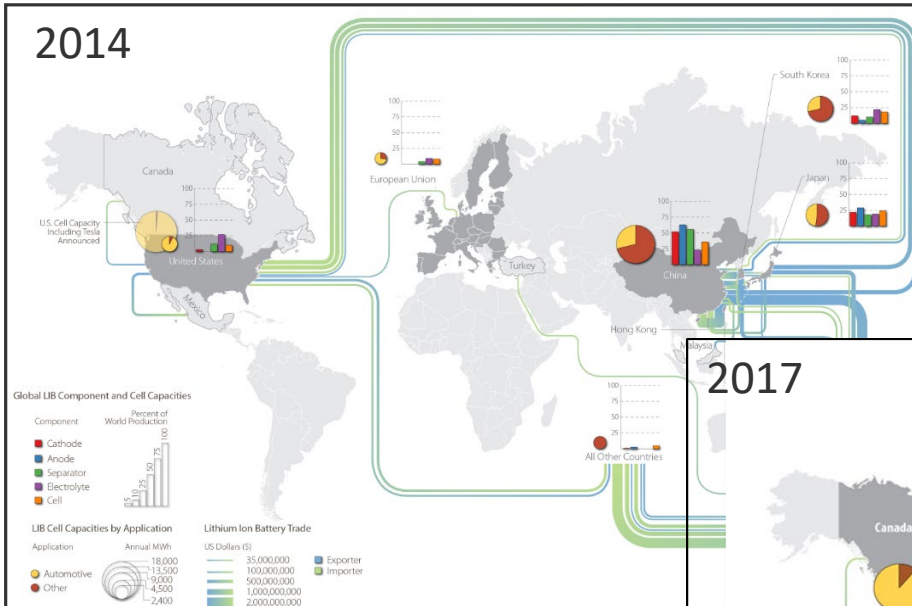 2014
100
75
50
25
South Korea
100
75
50
25
European Union
Canada
100
75
50
25
U.S. Cell Capacity
Including Tesla
Announced
United States
Mexico
Japan
100
75
50
25
100
75
50
25
China
Turkey
Hong Kong
Malaysia
100
75
50
25
All Other Countries
2017
Canada
Global LIB Component and Cell Capacities
Component
Percent of
World Production
Cathode
Anode
Separator
Electrolyte
Cell
5
10
25
50
75
100
LIB Cell Capacities by Application
Application
Automotive
Other
Annual MWh
18,000
13,500
9,000
4,500
2,400
Lithium Ion Battery Trade
US Dollars ($)
35,000,000
100,000,000
500,000,000
1,000,000,000
2,000,000,000
Exporter
Importer